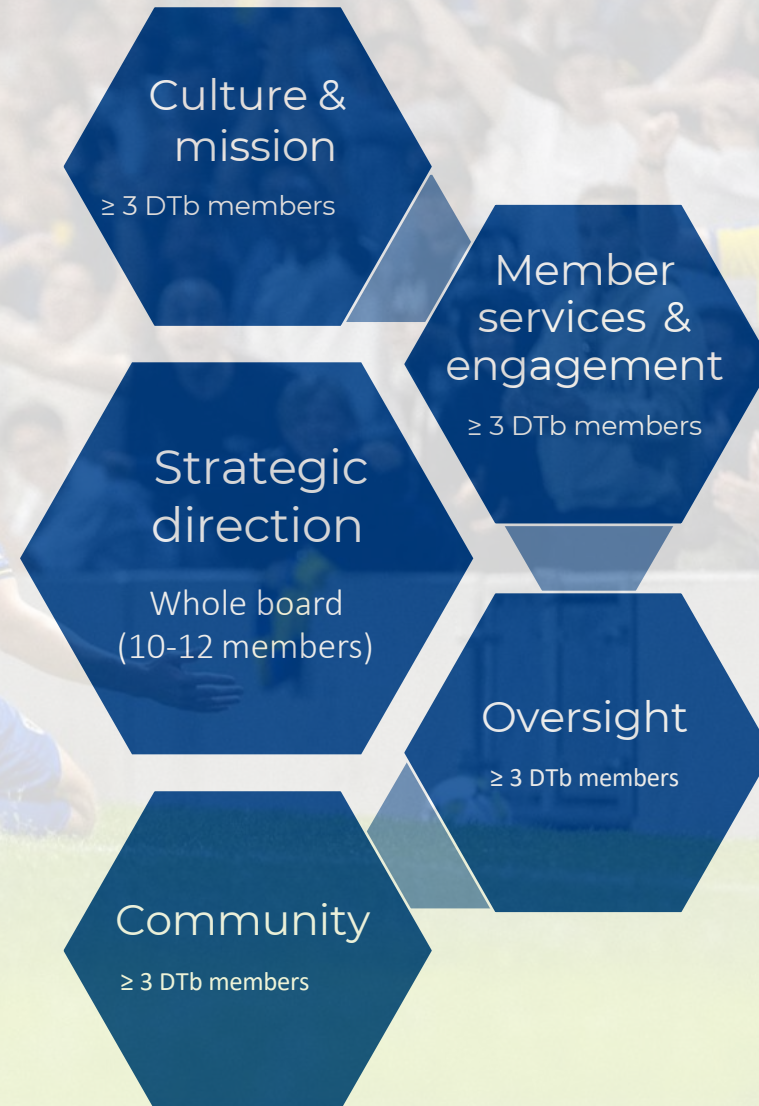 Culture &
mission
≥ 3 DTb members
Member
services &
engagement
≥ 3 DTb members
Strategic
direction
Whole board
(10-12 members)
Oversight
≥ 3 DTb members
Community
≥ 3 DTb members